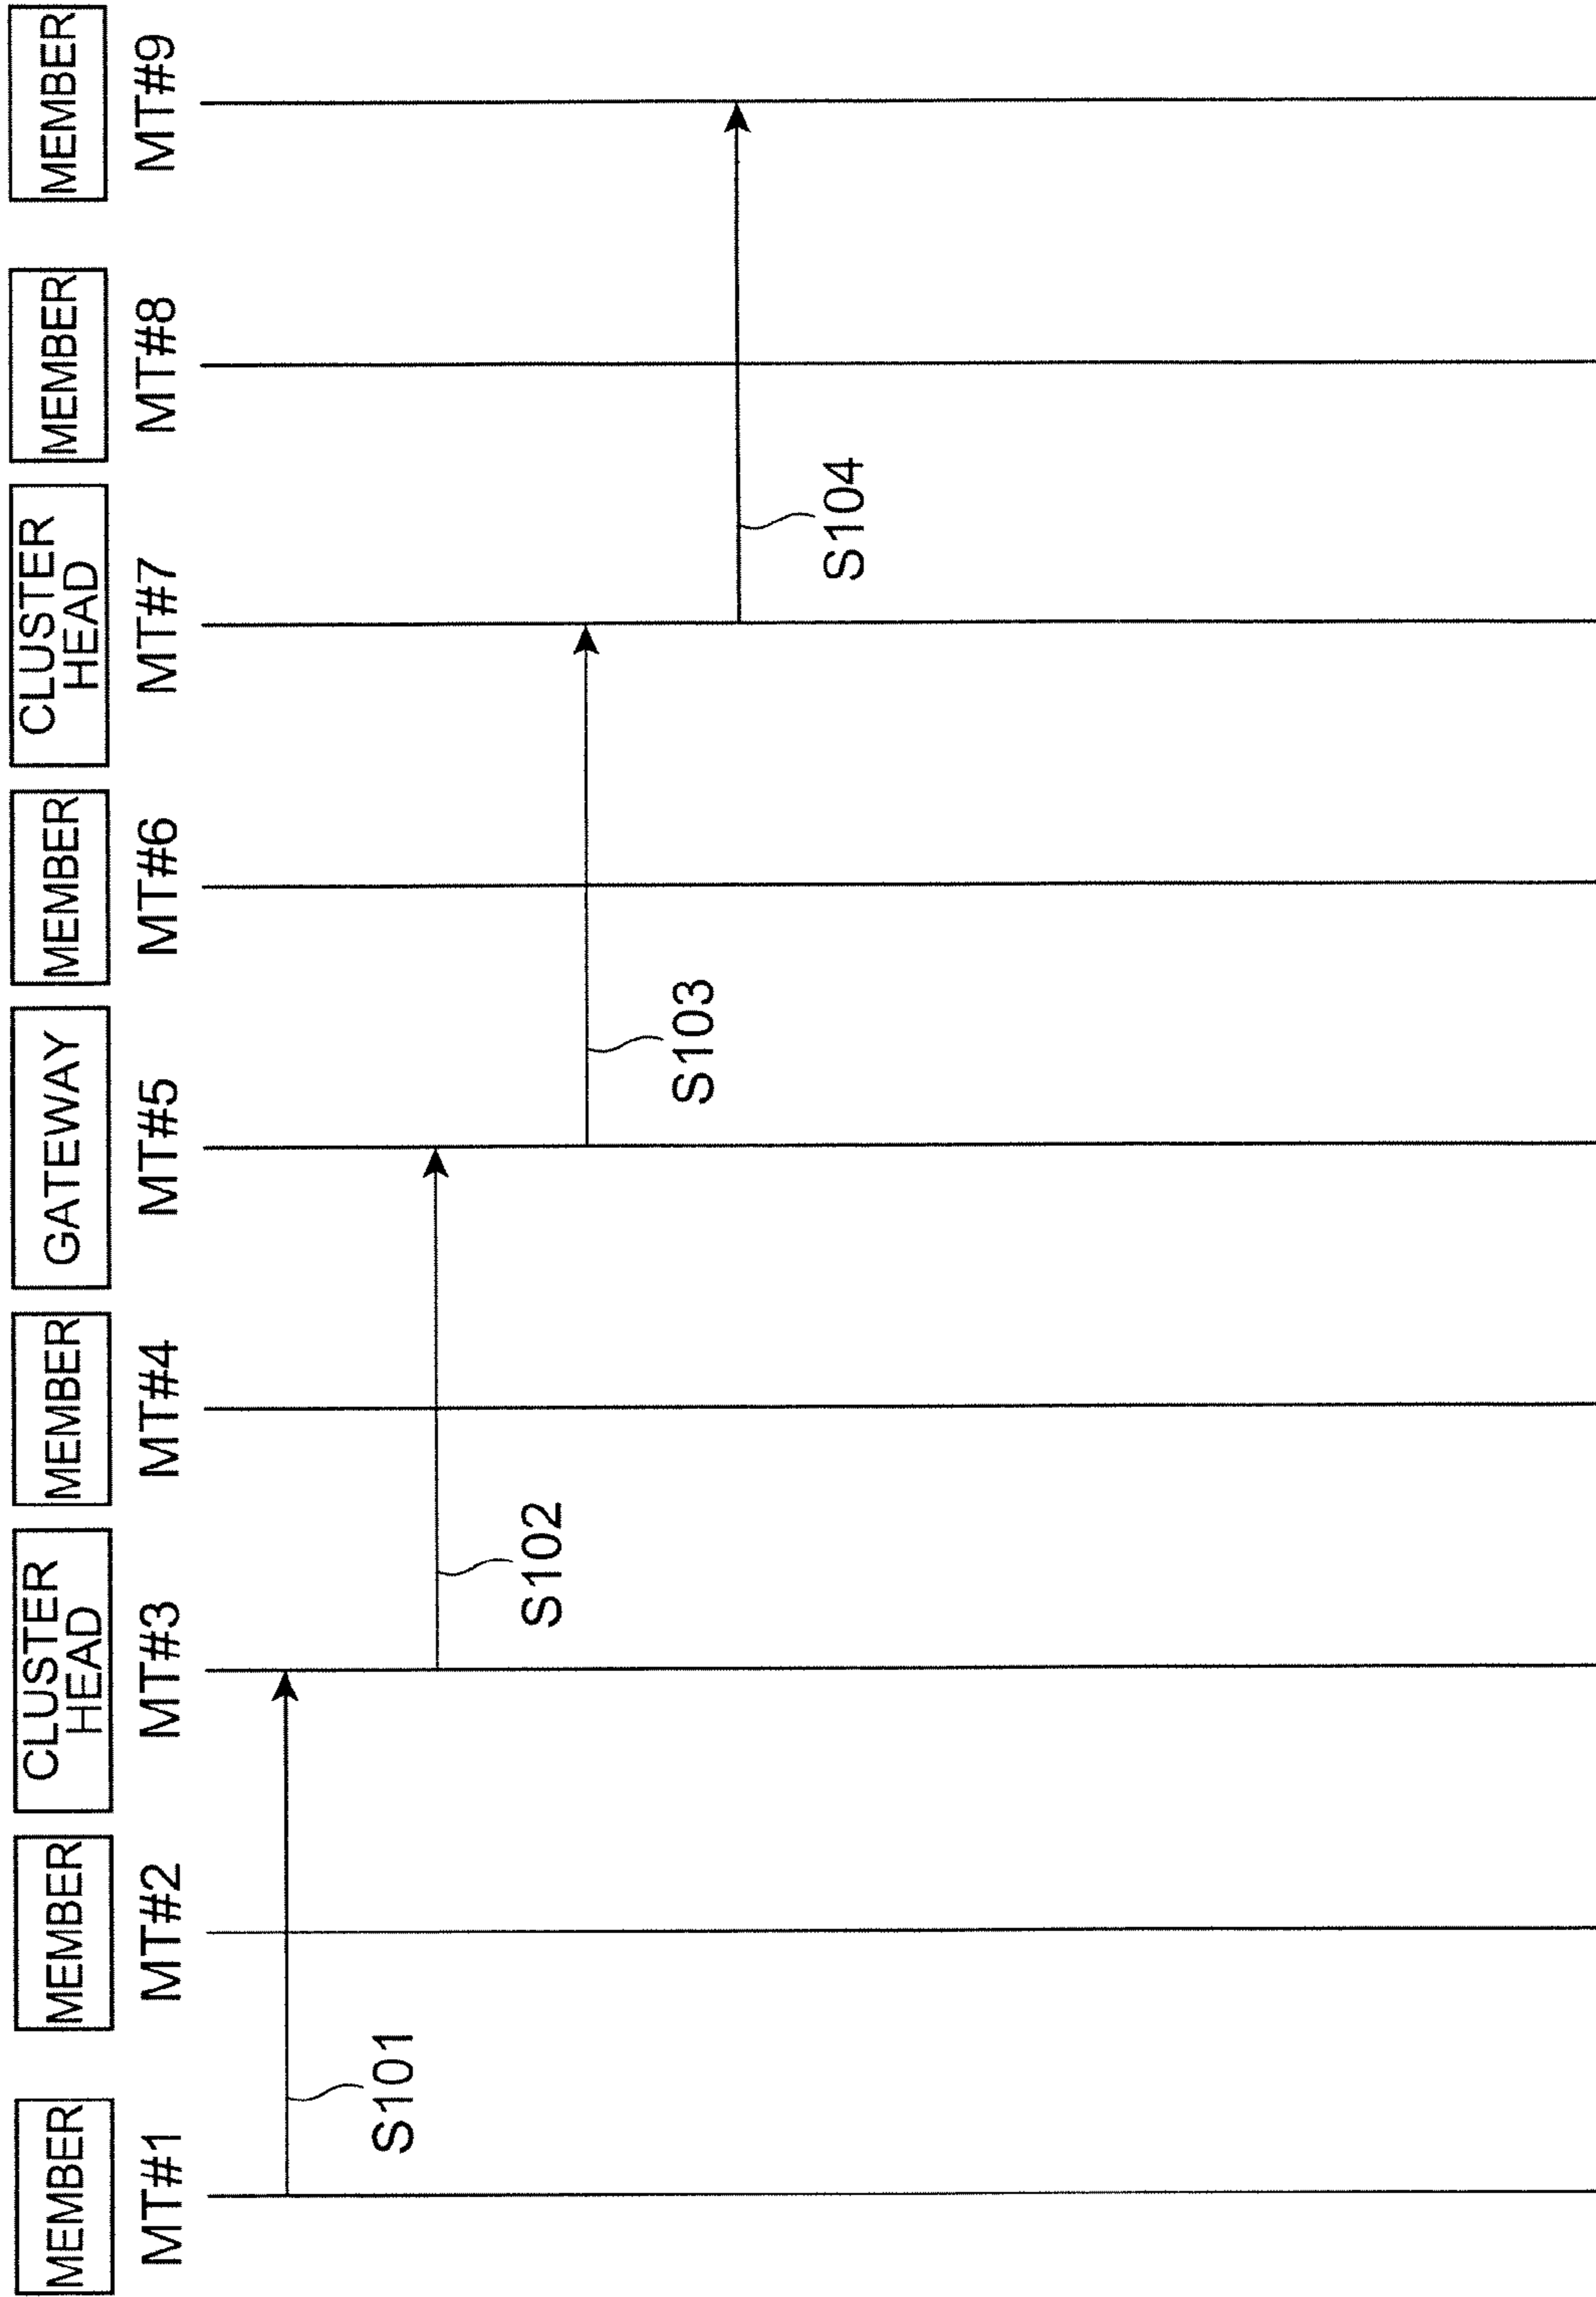 MEMBER
MEMBER
CLUSTER
HEAD
MEMBER
GATEWAY
MEMBER
CLUSTER
HEAD
MEMBER
MEMBER
MT#1
MT#2
MT#3
MT#4
MT#5
MT#6
MT#7
MT#8
MT#9
S101
S102
S103
S104